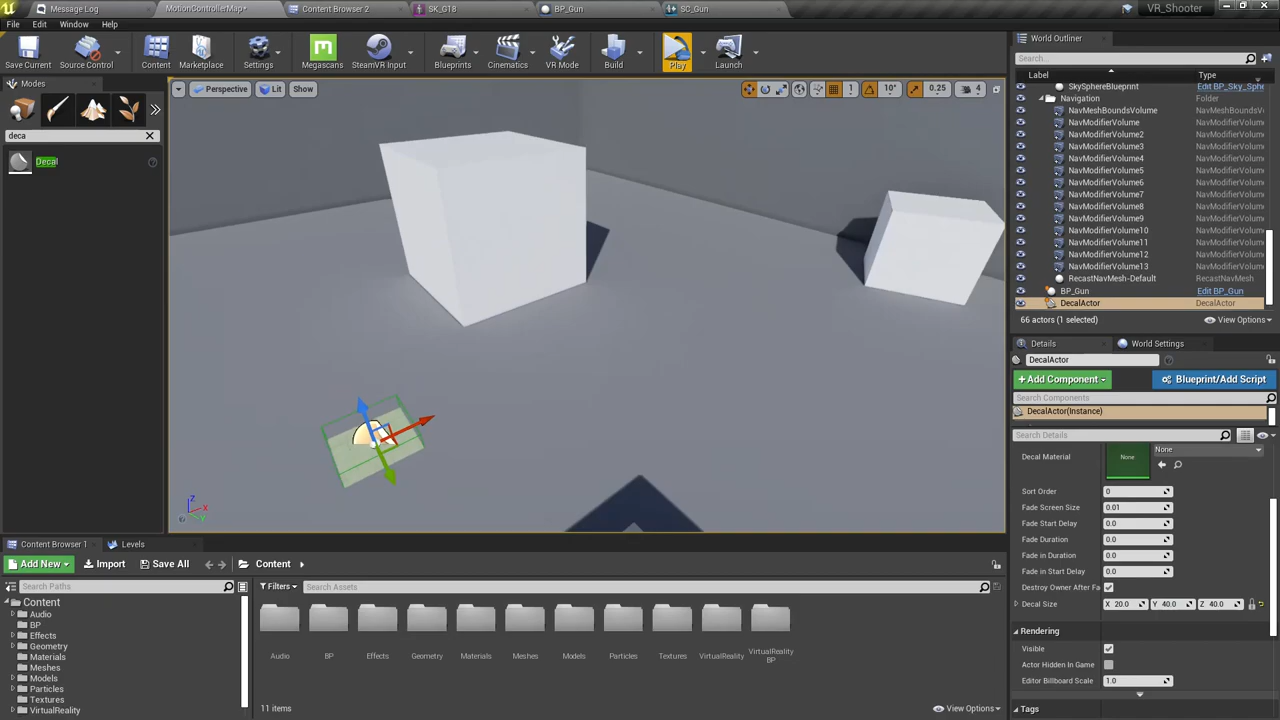 Message Log
MotionControllerMap*
Content Browser 2
SK_G18
BP_Gun
SC_Gun
VR_Shooter
File
Edit
Window
Help
Save Current
Source Control
Content
Marketplace
Settings
Megascans
SteamVR Input
Blueprints
Cinematics
VR Mode
Build
Play
Launch
Modes
deca
Decal
Perspective
Lit
Show
1
10°
0.25
4
Z
X
Y
World Outliner
Search...
Label
Type
SkySphereBlueprint
Edit BP_Sky_Sphe
Navigation
Folder
NavMeshBoundsVolume
NavMeshBoundsV
NavModifierVolume
NavModifierVolume
NavModifierVolume2
NavModifierVolume
NavModifierVolume3
NavModifierVolume
NavModifierVolume4
NavModifierVolume
NavModifierVolume5
NavModifierVolume
NavModifierVolume6
NavModifierVolume
NavModifierVolume7
NavModifierVolume
NavModifierVolume8
NavModifierVolume
NavModifierVolume9
NavModifierVolume
NavModifierVolume10
NavModifierVolume
NavModifierVolume11
NavModifierVolume
NavModifierVolume12
NavModifierVolume
NavModifierVolume13
NavModifierVolume
RecastNavMesh-Default
RecastNavMesh
BP_Gun
Edit BP_Gun
DecalActor
DecalActor
66 actors (1 selected)
View Options
Details
World Settings
DecalActor
+Add Component
Blueprint/Add Script
Search Components
DecalActor(Instance)
Search Details
Decal Material
None
None
Sort Order
0
Fade Screen Size
0.01
Fade Start Delay
0.0
Fade Duration
0.0
Fade in Duration
0.0
Fade in Start Delay
0.0
Destroy Owner After Fa
Decal Size
X 20.0
Y 40.0
Z 40.0
Rendering
Visible
Actor Hidden In Game
Editor Billboard Scale
1.0
Tags
Content Browser 1
Levels
Add New
Import
Save All
Content
Search Paths
Filters
Search Assets
Content
Audio
BP
Effects
Geometry
Materials
Meshes
Models
Particles
Textures
VirtualReality
Audio
BP
Effects
Geometry
Materials
Meshes
Models
Particles
Textures
VirtualReality
VirtualReality
BP
11 items
View Options